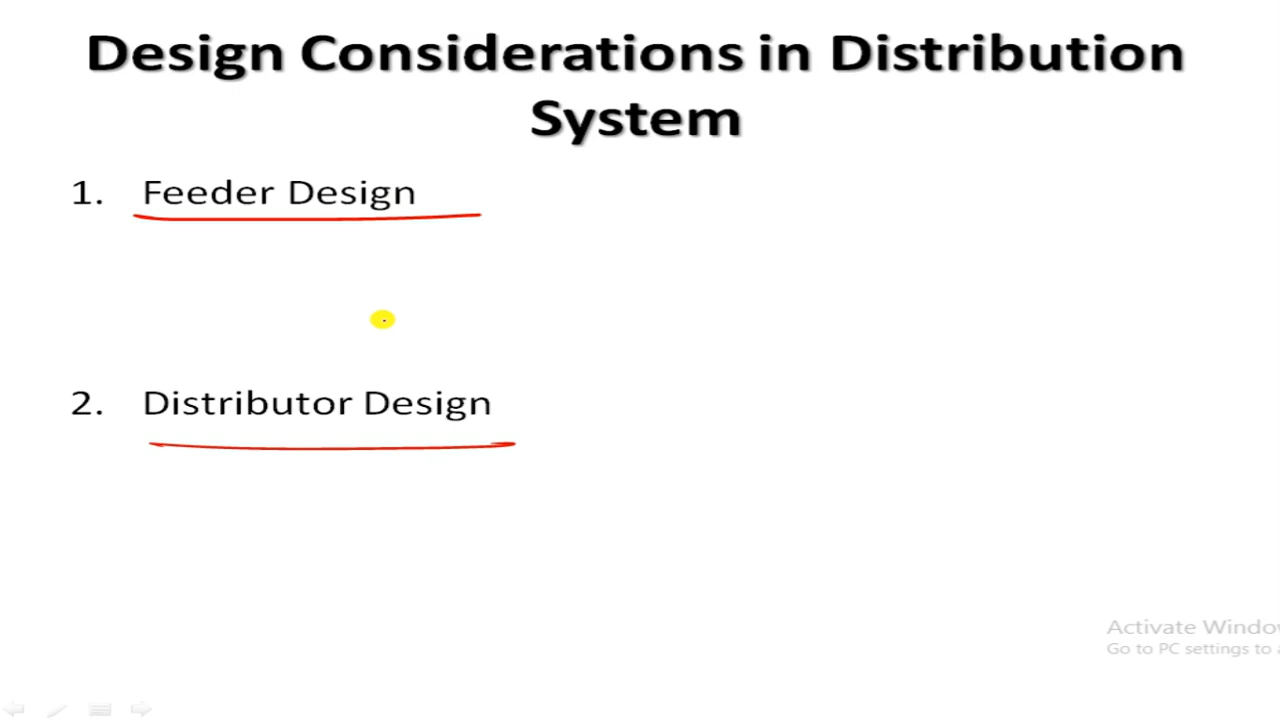 Design Considerations in Distribution
System
1. Feeder Design
2. Distributor Design
Activate Windo
Go to PC settings to a